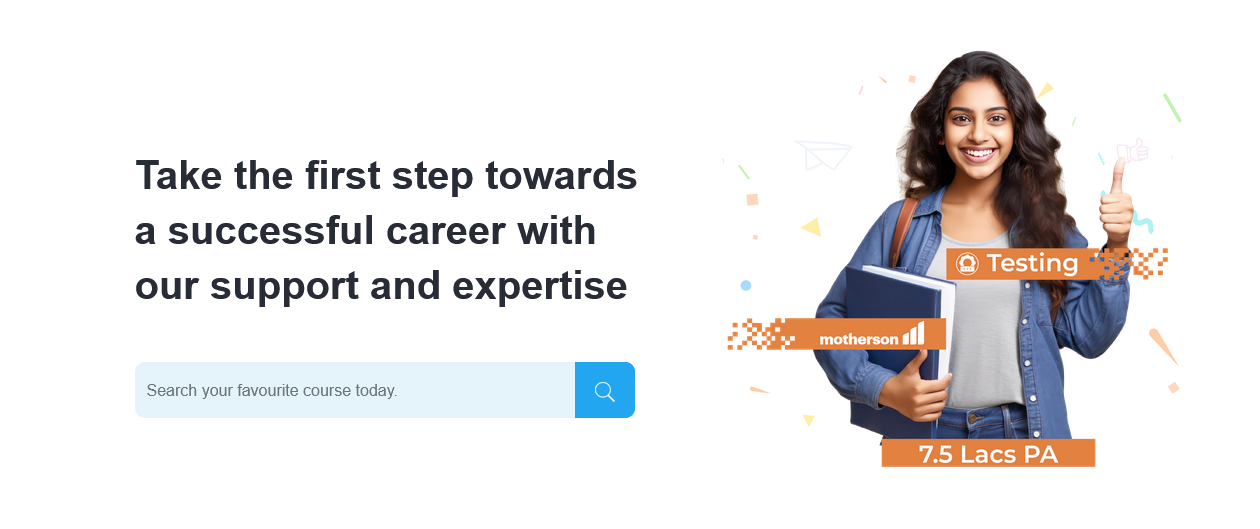 Take the first step towards
a successful career with
our support and expertise
Search your favourite course today.
Testing
motherson
7.5 Lacs PA